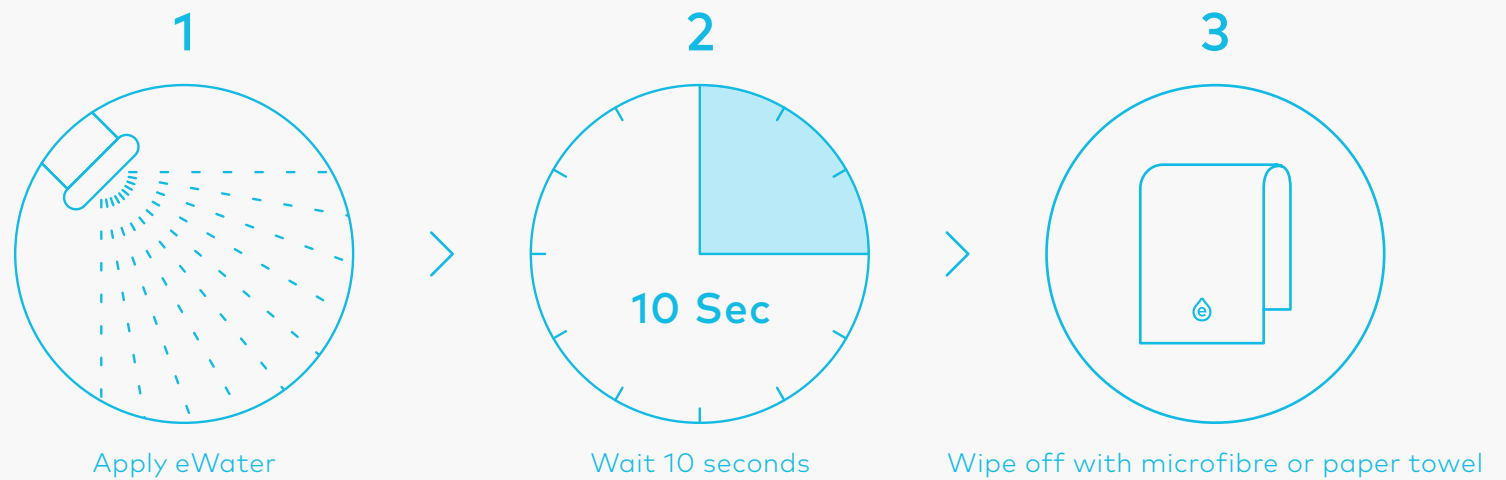 1
2
3
10 Sec
e
Apply eWater
Wait 10 seconds
Wipe off with microfibre or paper towel